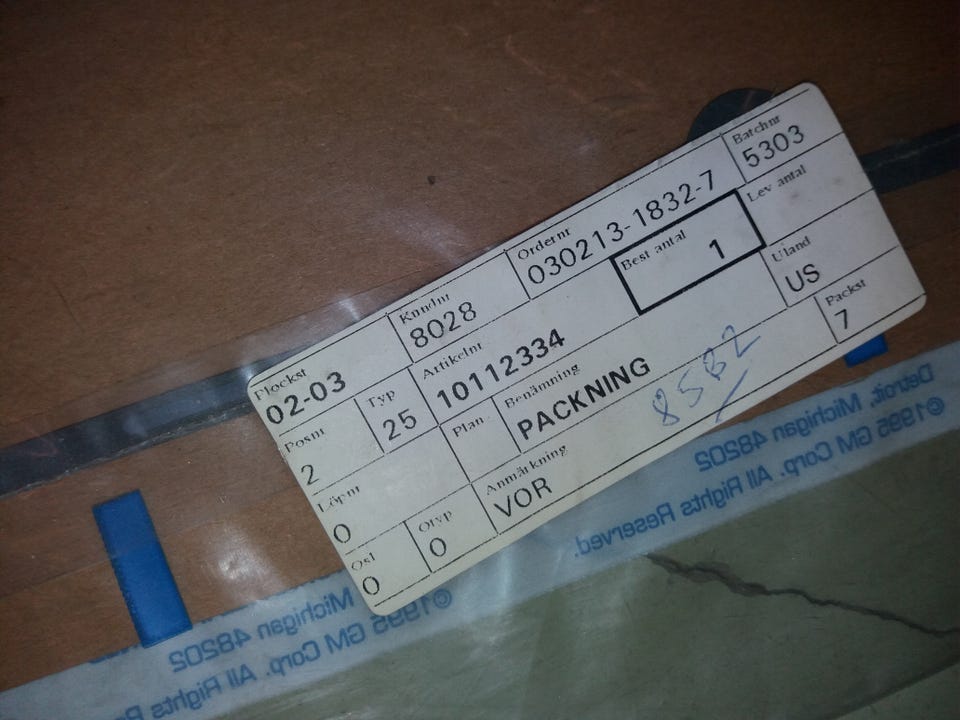 Plockst Kundnr Ordernr Batchnr
02-03 8028 030213-1832-7 5303
Posnr Typ Artikelnr Best antal Lev antal
2 25 10112334 1
Löpnr Plan Benämning Uland
0 PACKNING US
Osl Otyp Anmärkning Packst
0 0 VOR 7
8582
Detroit, Michigan 48202
©1995 GM Corp. All Rights Reserved.
Michigan 48202
©1995 GM Corp. All Rights